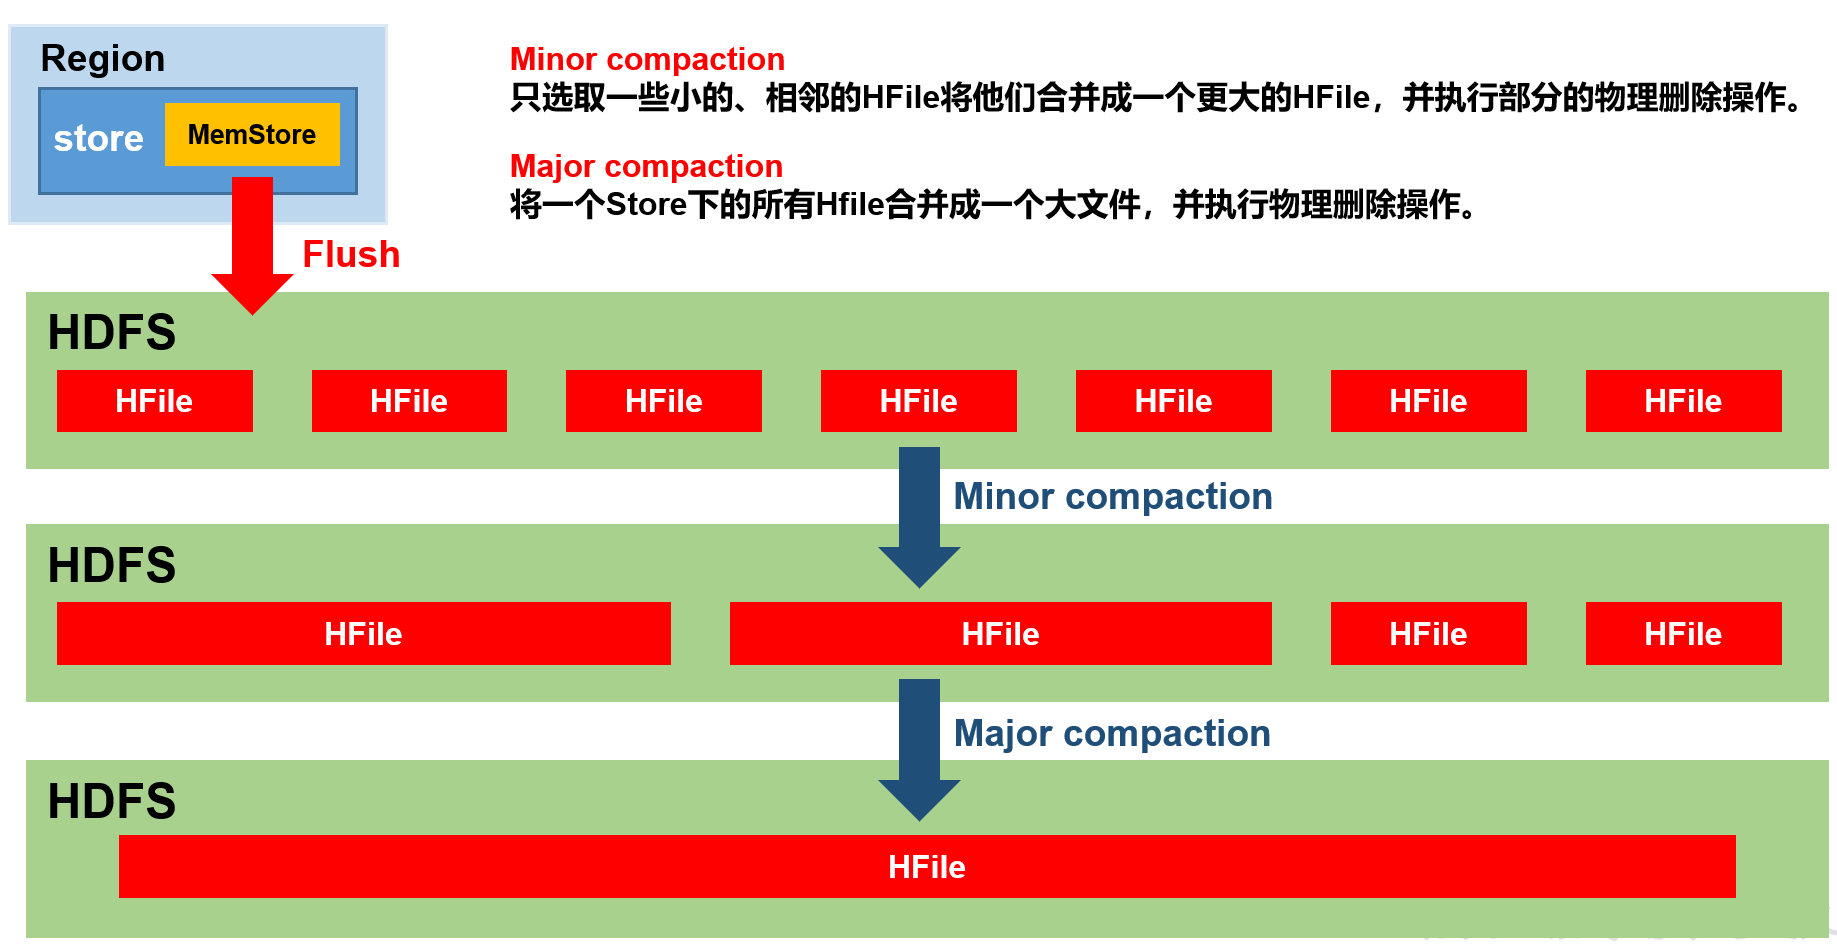 Region
store
MemStore
Minor compaction
只选取一些小的、相邻的HFile将他们合并成一个更大的HFile，并执行部分的物理删除操作。
Major compaction
将一个Store下的所有Hfile合并成一个大文件，并执行物理删除操作。
Flush
HDFS
HFile HFile HFile HFile HFile HFile HFile
Minor compaction
HDFS
HFile HFile HFile HFile
Major compaction
HDFS
HFile